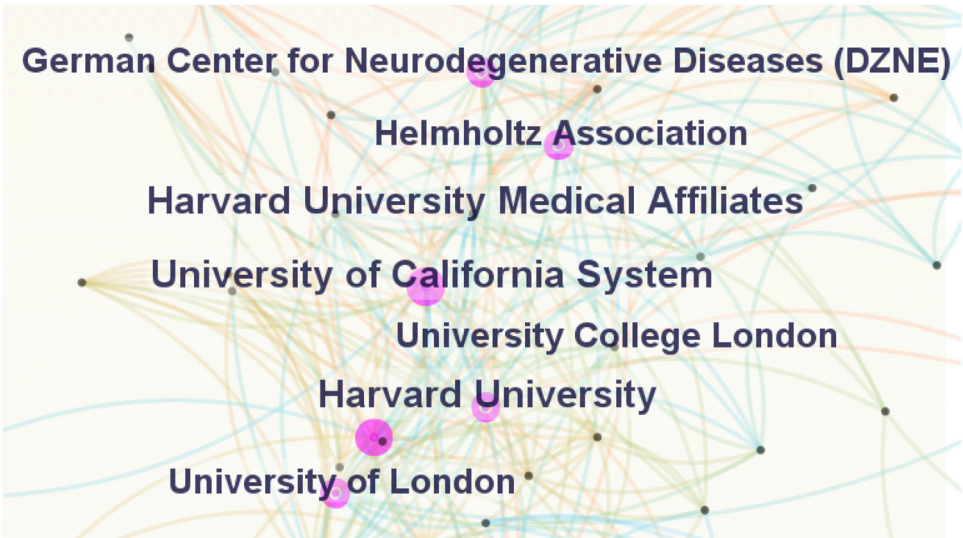 German Center for Neurodegenerative Diseases (DZNE)
Helmholtz Association
Harvard University Medical Affiliates
University of California System
University College London
Harvard University
University of London